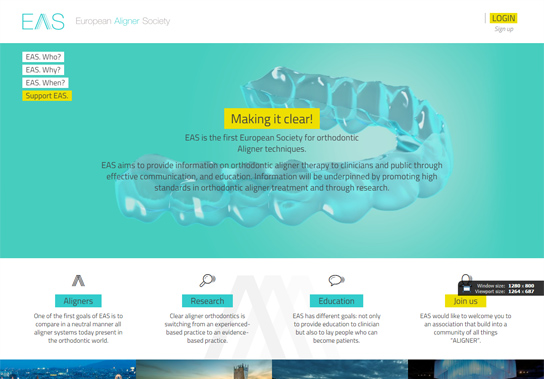 EAS European Aligner Society
LOGIN
Sign up
EAS. Who?
EAS. Why?
EAS. When?
Support EAS.
Making it clear!
EAS is the first European Society for orthodontic
Aligner techniques.
EAS aims to provide information on orthodontic aligner therapy to clinicians and public through
effective communication, and education. Information will be underpinned by promoting high
standards in orthodontic aligner treatment and through research.
Aligners
One of the first goals of EAS is to
compare in a neutral manner all
aligner systems today present in
the orthodontic world.
Research
Clear aligner orthodontics is
switching from an experienced-
based practice to an evidence-
based practice.
Education
EAS has different goals: not only
to provide education to clinician
but also to lay people who can
become patients.
Window size: 1280 x 800
Viewport size: 1264 x 687
Join us
EAS would like to welcome you to
an association that build into a
community of all things
"ALIGNER".